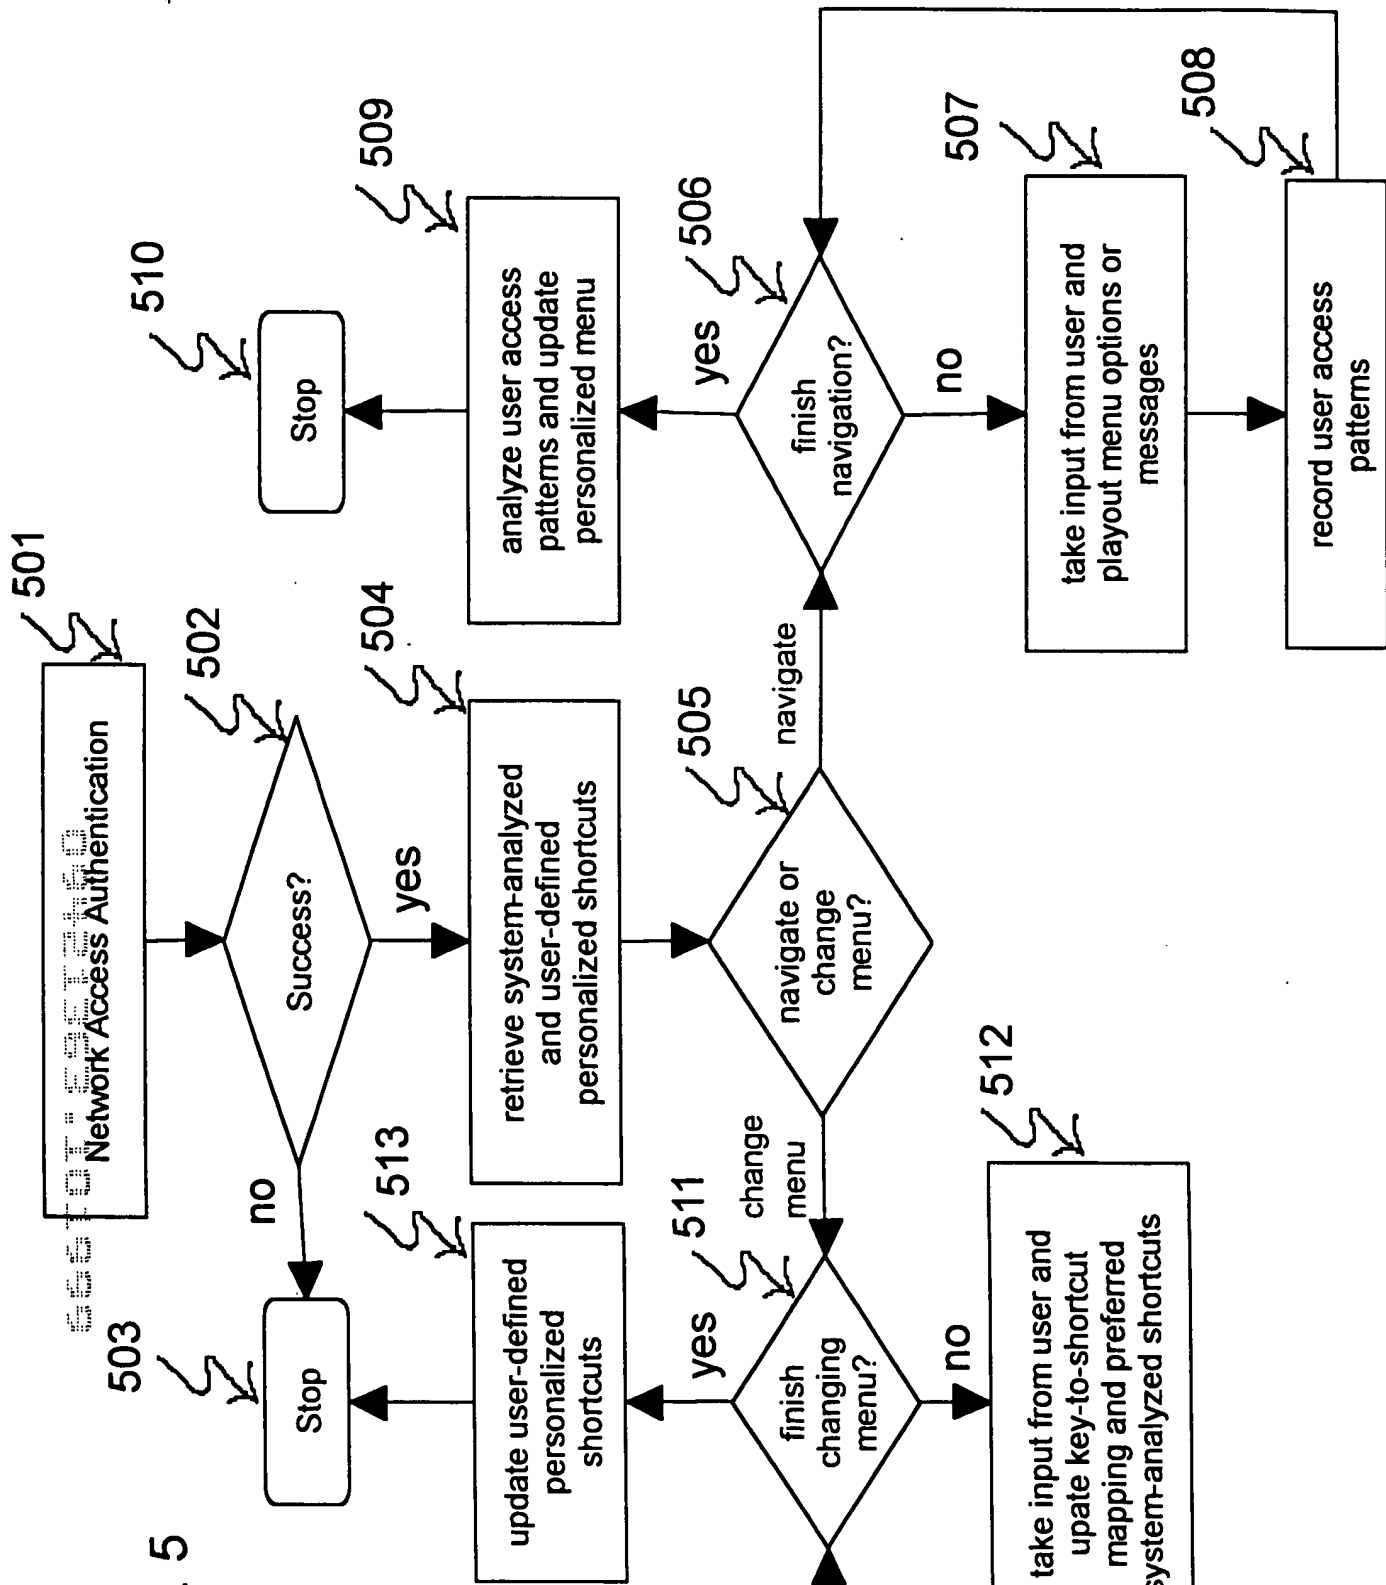 501
Network Access Authentication
502
Success?
no
yes
503
Stop
504
retrieve system-analyzed
and user-defined
personalized shortcuts
505
navigate or
change
menu?
navigate
change
menu
506
finish
navigation?
yes
no
507
take input from user and
playout menu options or
messages
508
record user access
patterns
509
analyze user access
patterns and update
personalized menu
510
Stop
511
finish
changing
menu?
yes
no
512
take input from user and
upate key-to-shortcut
mapping and preferred
system-analyzed shortcuts
513
update user-defined
personalized
shortcuts
5